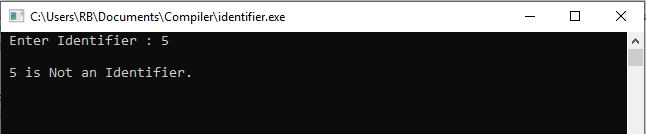 C:\Users\RB\Documents\Compiler\identifier.exe
Enter Identifier : 5
5 is Not an Identifier.